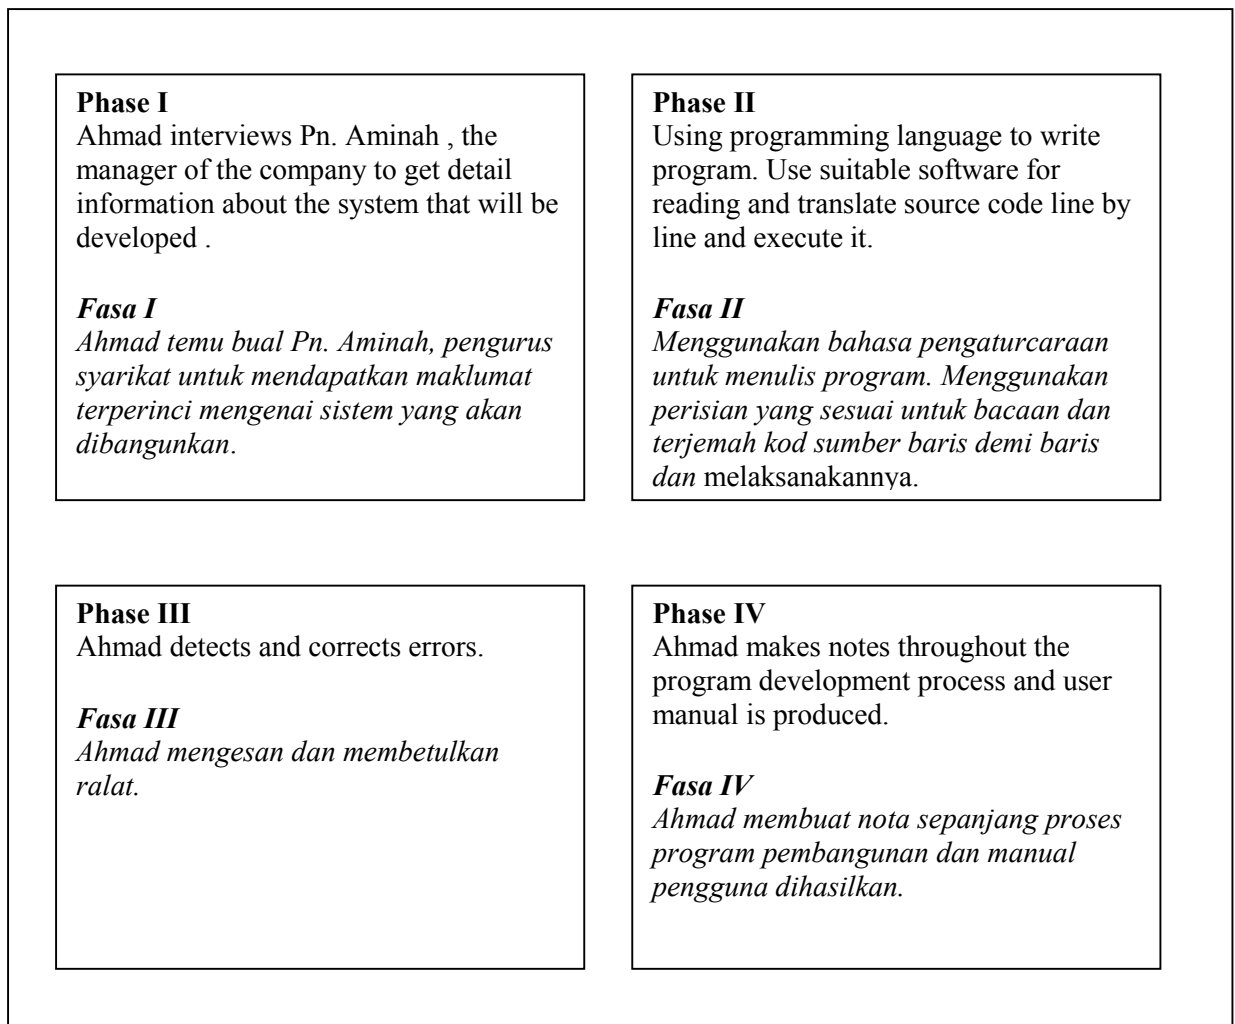 Phase I
Ahmad interviews Pn. Aminah , the
manager of the company to get detail
information about the system that will be
developed .
Fasa I
Ahmad temu bual Pn. Aminah, pengurus
syarikat untuk mendapatkan maklumat
terperinci mengenai sistem yang akan
dibangunkan.
Phase II
Using programming language to write
program. Use suitable software for
reading and translate source code line by
line and execute it.
Fasa II
Menggunakan bahasa pengaturcaraan
untuk menulis program. Menggunakan
perisian yang sesuai untuk bacaan dan
terjemah kod sumber baris demi baris
dan melaksanakannya.
Phase III
Ahmad detects and corrects errors.
Fasa III
Ahmad mengesan dan membetulkan
ralat.
Phase IV
Ahmad makes notes throughout the
program development process and user
manual is produced.
Fasa IV
Ahmad membuat nota sepanjang proses
program pembangunan dan manual
pengguna dihasilkan.